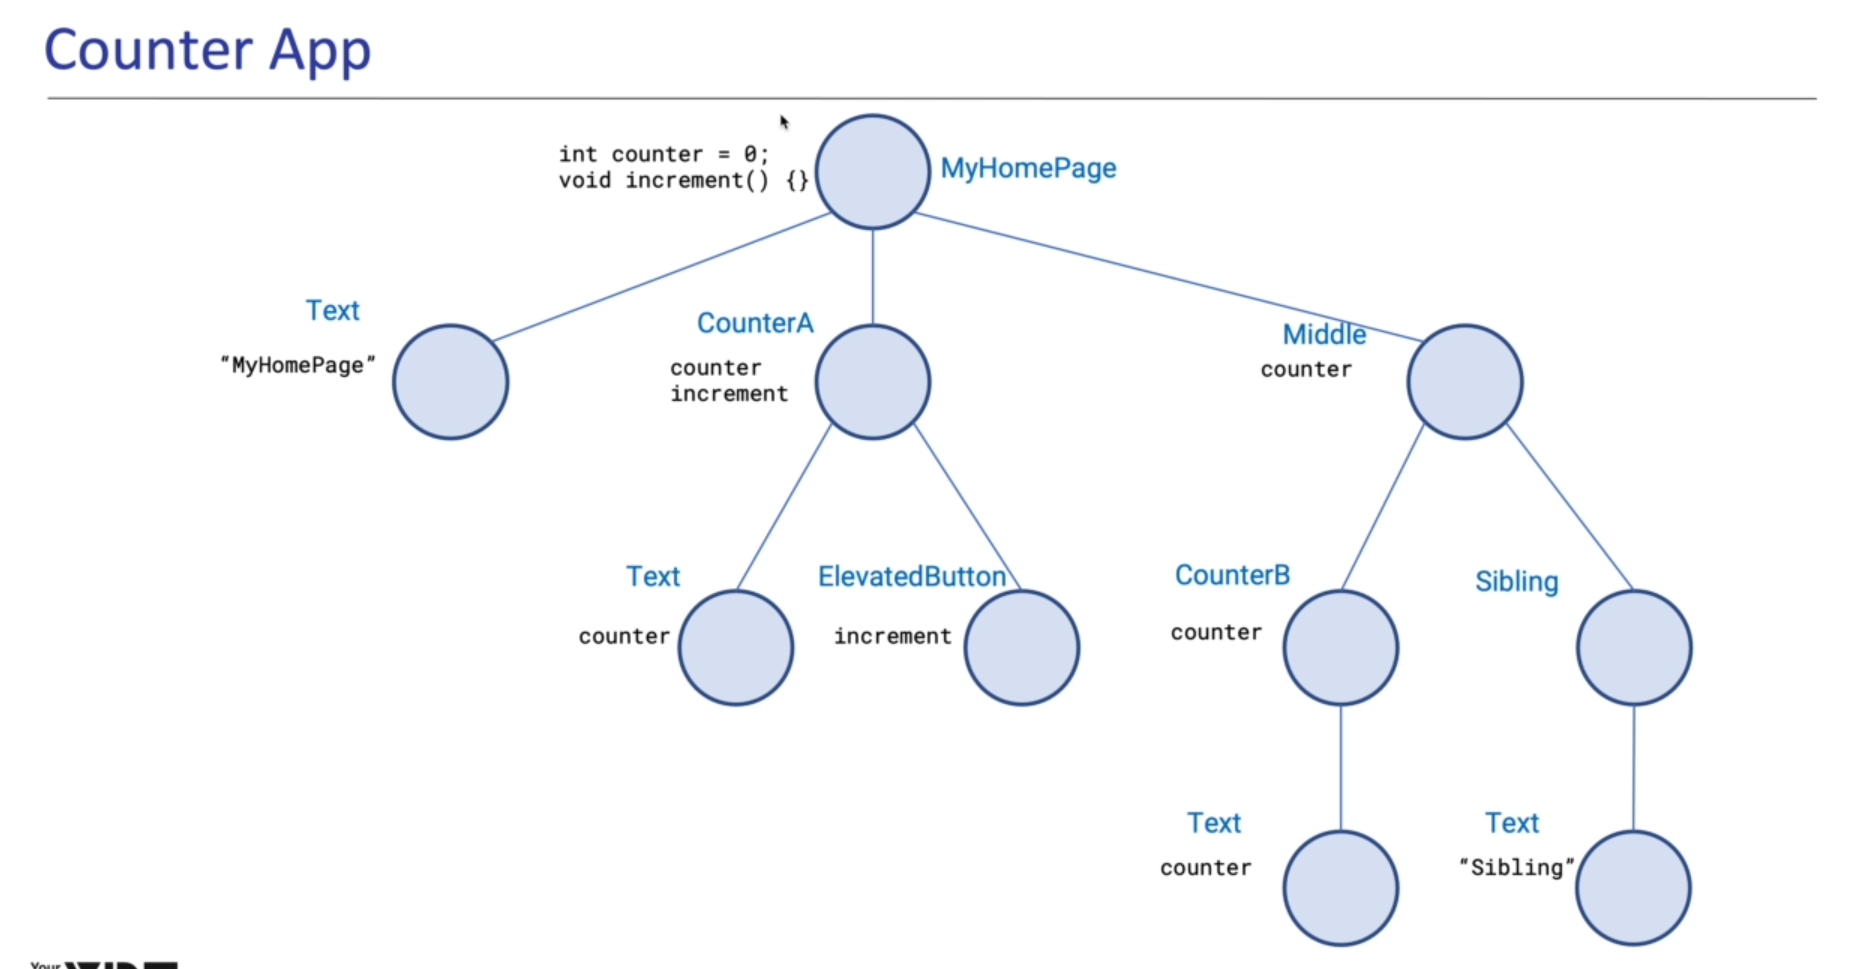 Counter App
int counter = 0;
void increment() {}
MyHomePage
Text
“MyHomePage”
CounterA
counter
increment
Middle
counter
Text
counter
ElevatedButton
increment
CounterB
counter
Sibling
Text
counter
Text
“Sibling”
Your